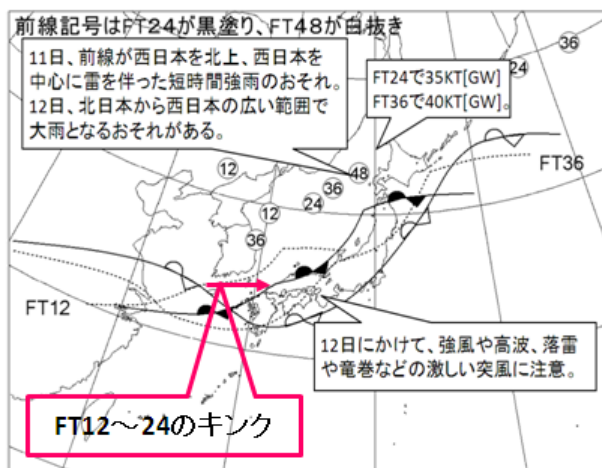 前線記号はFT24が黒塗り、FT48が白抜き
11日、前線が西日本を北上、西日本を
中心に雷を伴った短時間強雨のおそれ。
12日、北日本から西日本の広い範囲で
大雨となるおそれがある。
FT24で35KT[GW]
FT36で40KT[GW]。
36
24
FT36
48
12
36
24
12
36
FT12
12日にかけて、強風や高波、落雷
や竜巻などの激しい突風に注意。
FT12～24のキンク